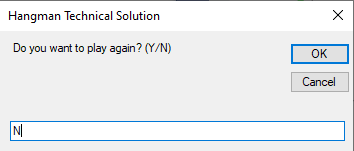 Hangman Technical Solution
Do you want to play again? (Y/N)
OK
Cancel
N